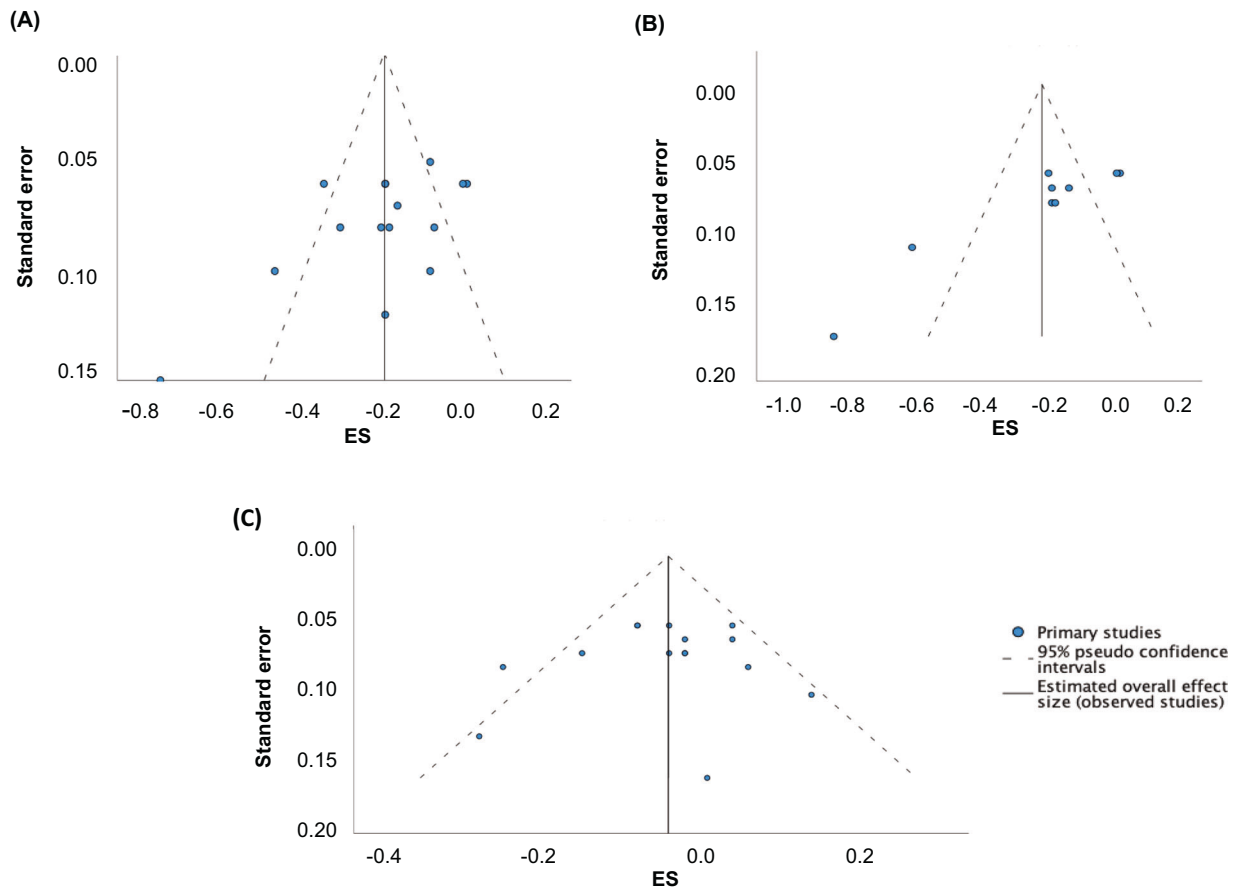 (A)
0.00
0.05
0.10
0.15
Standard error
-0.8 -0.6 -0.4 -0.2 0.0 0.2
ES
(B)
0.00
0.05
0.10
0.15
0.20
Standard error
-1.0 -0.8 -0.6 -0.4 -0.2 0.0 0.2
ES
(C)
0.00
0.05
0.10
0.15
0.20
Standard error
-0.4 -0.2 0.0 0.2
ES
Primary studies
95% pseudo confidence
intervals
Estimated overall effect
size (observed studies)